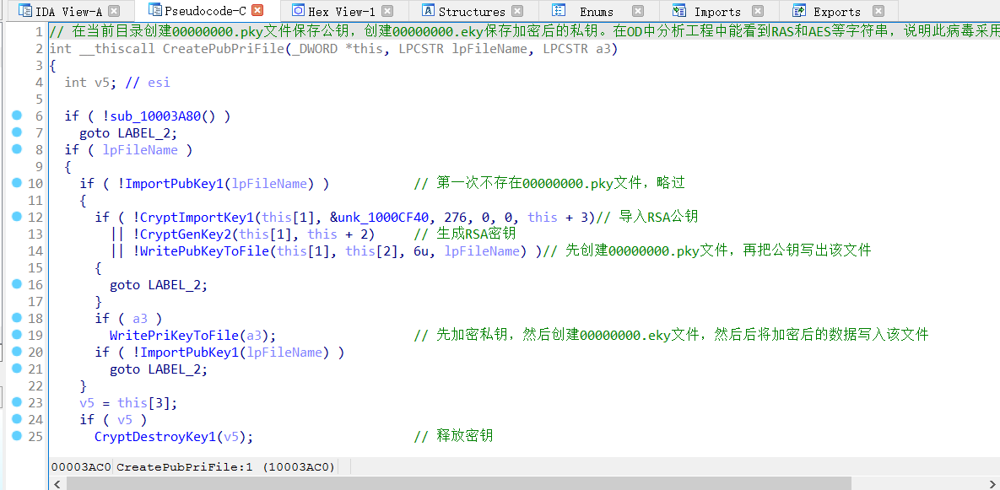 IDA View-A Pseudocode-C Hex View-1 Structures Enums Imports Exports
1 // 在当前目录创建00000000.pky文件保存公钥，创建00000000.eky保存加密后的私钥。在OD中分析工程中能看到RAS和AES等字符串，说明此病毒采用
2 int __thiscall CreatePubPriFile(_DWORD *this, LPCSTR lpFileName, LPCSTR a3)
3 {
4 int v5; // esi
5
6 if ( !sub_10003A80() )
7 goto LABEL_2;
8 if ( lpFileName )
9 {
10 if ( !ImportPubKey1(lpFileName) ) // 第一次不存在00000000.pky文件，略过
11 {
12 if ( !CryptImportKey1(this[1], &unk_1000CF40, 276, 0, 0, this + 3)// 导入RSA公钥
13 || !CryptGenKey2(this[1], this + 2) // 生成RSA密钥
14 || !WritePubKeyToFile(this[1], this[2], 6u, lpFileName) )// 先创建00000000.pky文件，再把公钥写出该文件
15 {
16 goto LABEL_2;
17 }
18 if ( a3 )
19 WritePriKeyToFile(a3); // 先加密私钥，然后创建00000000.eky文件，然后后将加密后的数据写入该文件
20 if ( !ImportPubKey1(lpFileName) )
21 goto LABEL_2;
22 }
23 v5 = this[3];
24 if ( v5 )
25 CryptDestroyKey1(v5); // 释放密钥
00003AC0 CreatePubPriFile:1 (10003AC0)